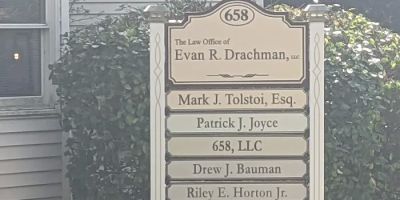 658
The Law Office of
Evan R. Drachman, LLC
Mark J. Tolstoi, Esq.
Patrick J. Joyce
658, LLC
Drew J. Bauman
Riley E. Horton Jr.